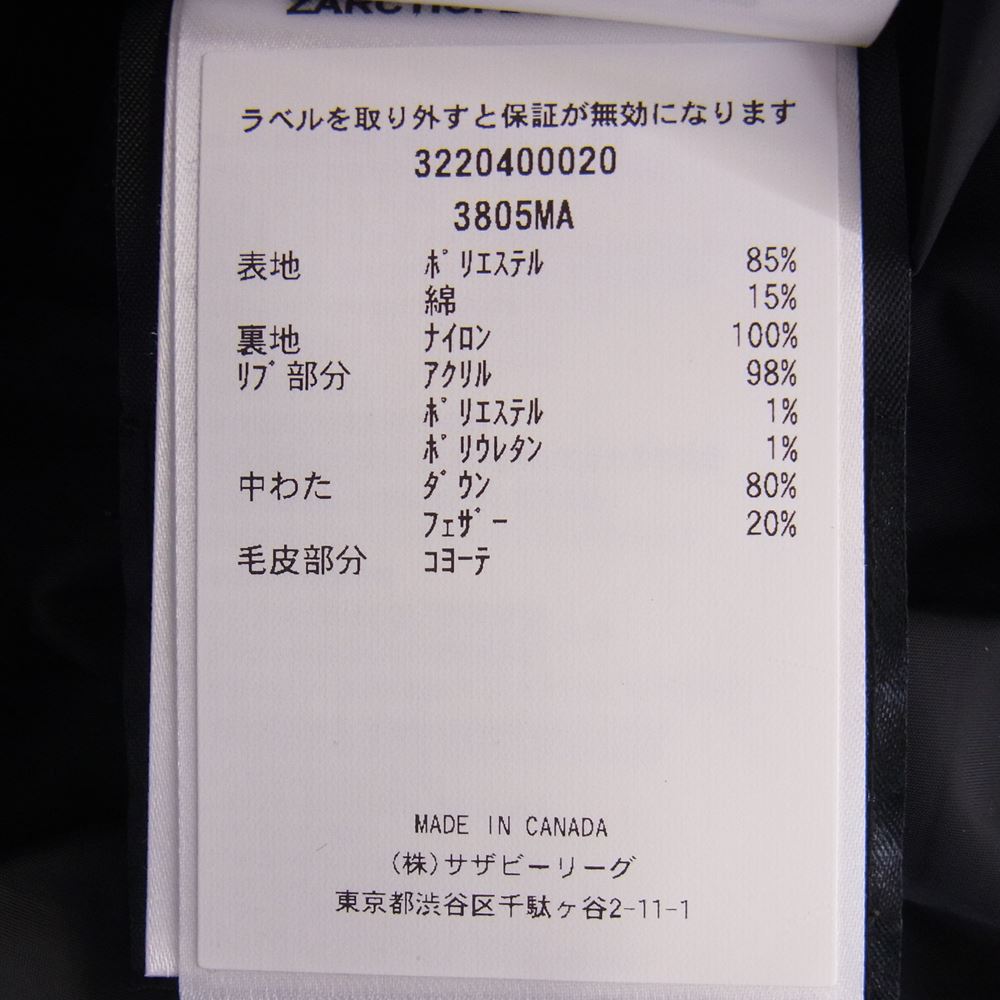 ラベルを取り外すと保証が無効になります
3220400020
3805MA
表地 ﾎﾟﾘｴｽﾃﾙ 85%
綿 15%
裏地 ﾅｲﾛﾝ 100%
ﾘﾌﾞ部分 ｱｸﾘﾙ 98%
ﾎﾟﾘｴｽﾃﾙ 1%
ﾎﾟﾘｳﾚﾀﾝ 1%
中わた ﾀﾞｳﾝ 80%
ﾌｪｻﾞｰ 20%
毛皮部分 ｺﾖｰﾃ
MADE IN CANADA
(株)サザビーリーグ
東京都渋谷区千駄ヶ谷2-11-1